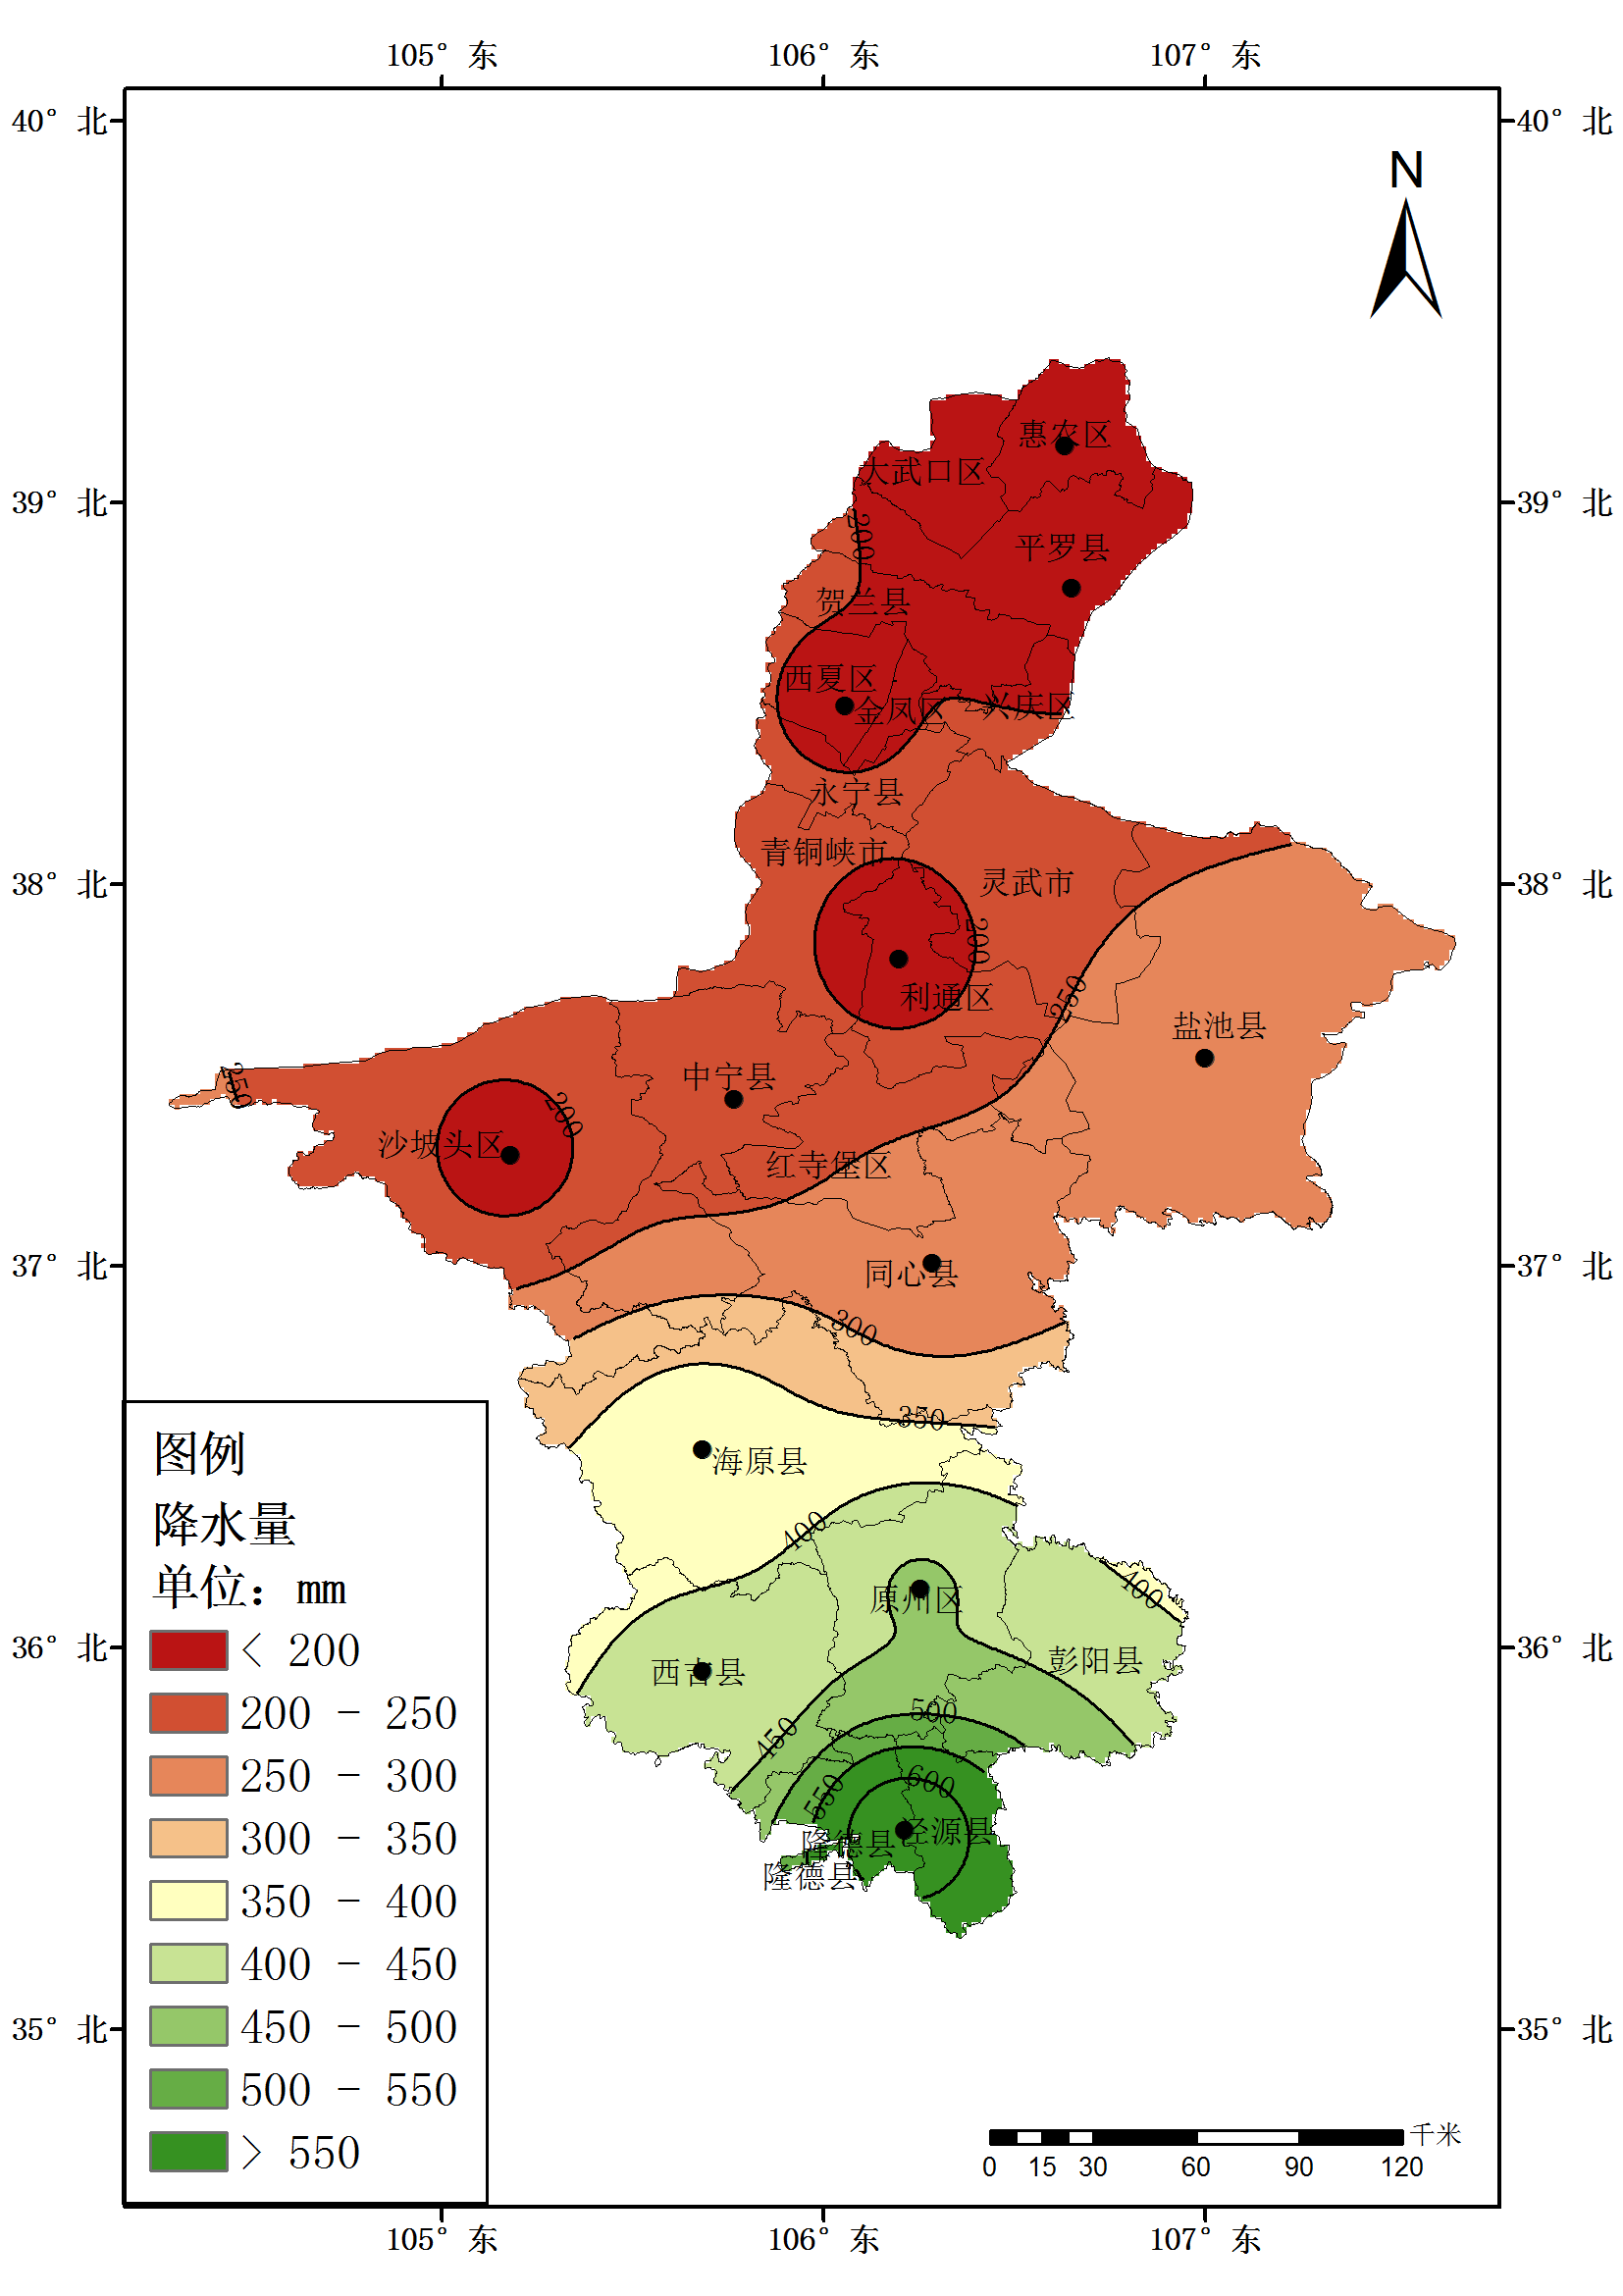 105° 东
106° 东
107° 东
40° 北
40° 北
N
惠农区
大武口区
39° 北
39° 北
200
平罗县
贺兰县
西夏区
金凤区
兴庆区
永宁县
青铜峡市
灵武市
38° 北
38° 北
200
利通区
250
盐池县
250
中宁县
200
沙坡头区
红寺堡区
37° 北
37° 北
同心县
300
350
海原县
400
400
原州区
36° 北
36° 北
彭阳县
西吉县
500
450
600
550
泾源县
隆德县
隆德县
图例
降水量
单位：mm
< 200
200 - 250
250 - 300
300 - 350
350 - 400
400 - 450
450 - 500
500 - 550
> 550
35° 北
35° 北
千米
0 15 30 60 90 120
105° 东
106° 东
107° 东